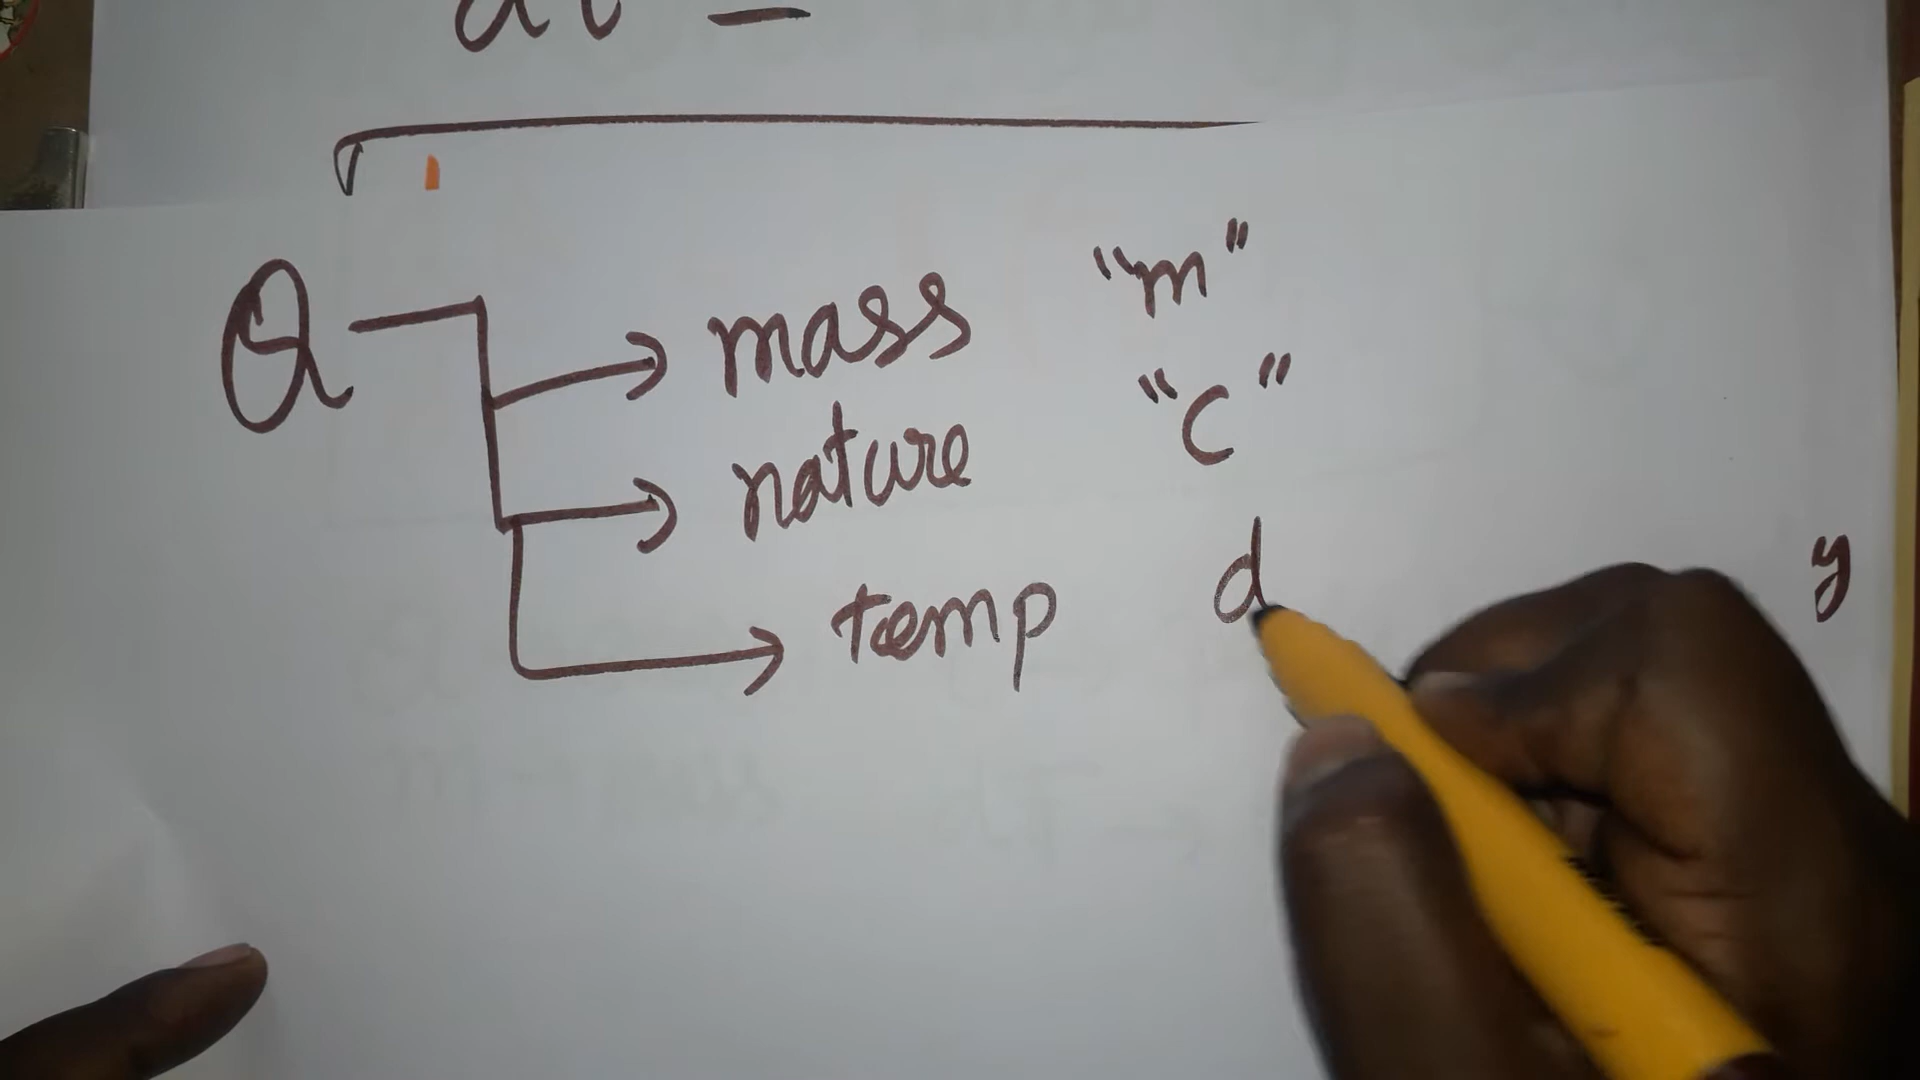 Q → mass "m"
→ nature "C"
→ temp d
y